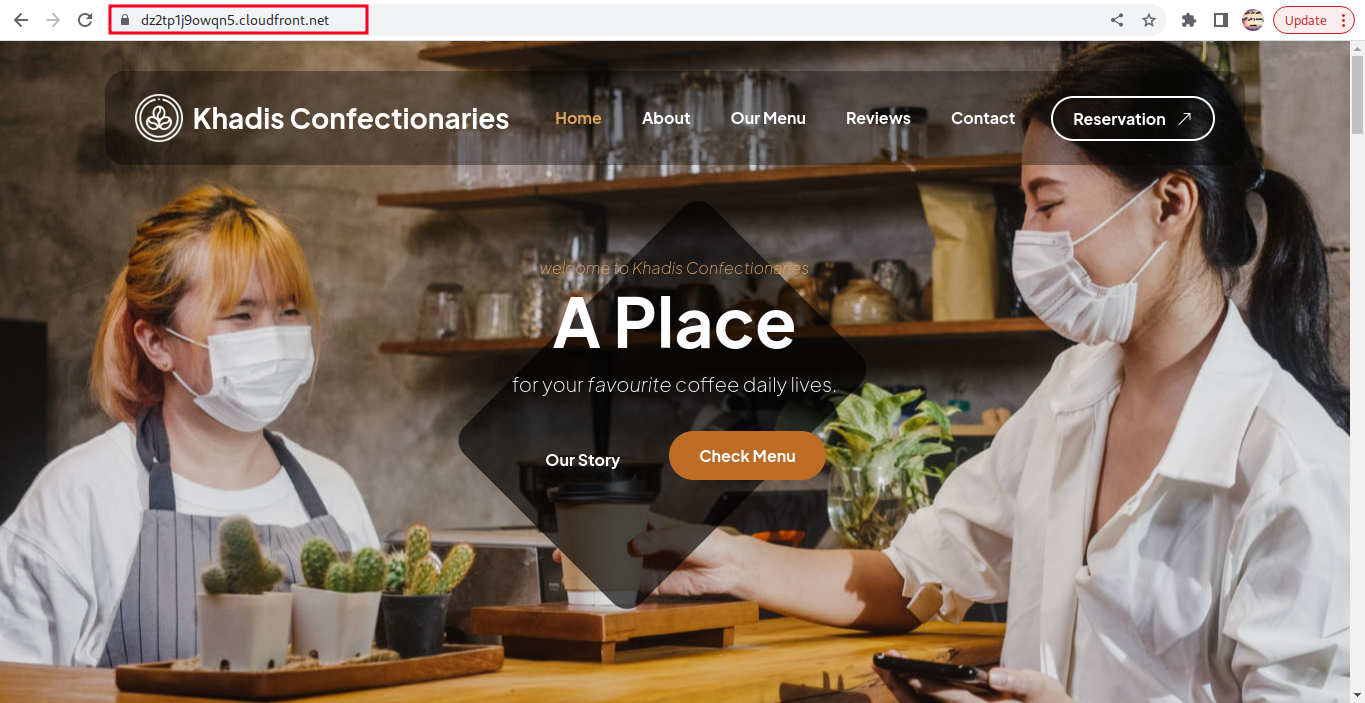 dz2tp1j9owqn5.cloudfront.net
Update
Khadis Confectionaries
Home
About
Our Menu
Reviews
Contact
Reservation
welcome to Khadis Confectionaries
A Place
for your favourite coffee daily lives.
Our Story
Check Menu